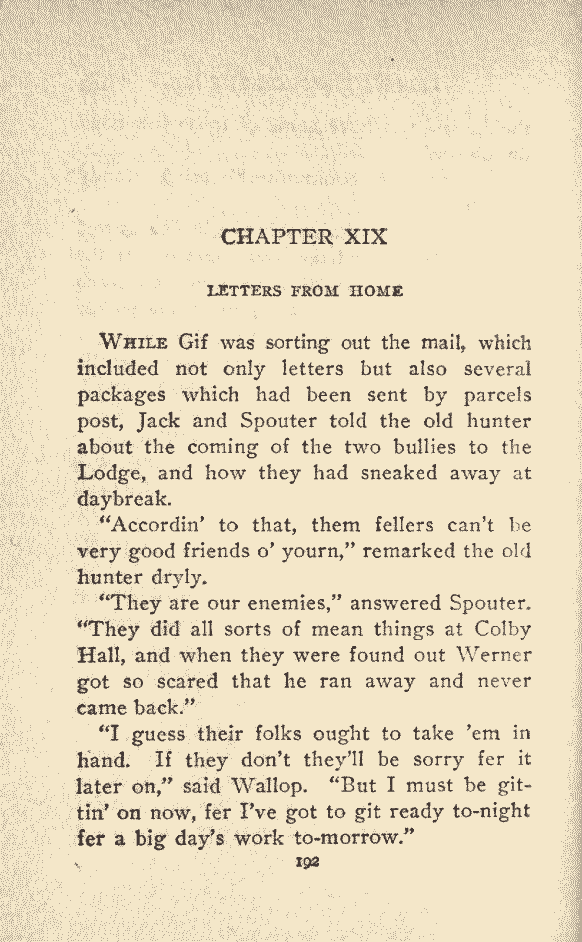 CHAPTER XIX
LETTERS FROM HOME
WHILE Gif was sorting out the mail, which
included not only letters but also several
packages which had been sent by parcels
post, Jack and Spouter told the old hunter
about the coming of the two bullies to the
Lodge, and how they had sneaked away at
daybreak.
“Accordin’ to that, them fellers can’t be
very good friends o’ yourn,” remarked the old
hunter dryly.
“They are our enemies,” answered Spouter.
“They did all sorts of mean things at Colby
Hall, and when they were found out Werner
got so scared that he ran away and never
came back.”
“I guess their folks ought to take ’em in
hand. If they don’t they’ll be sorry fer it
later on,” said Wallop. “But I must be git-
tin’ on now, fer I’ve got to git ready to-night
fer a big day’s work to-morrow.”
192